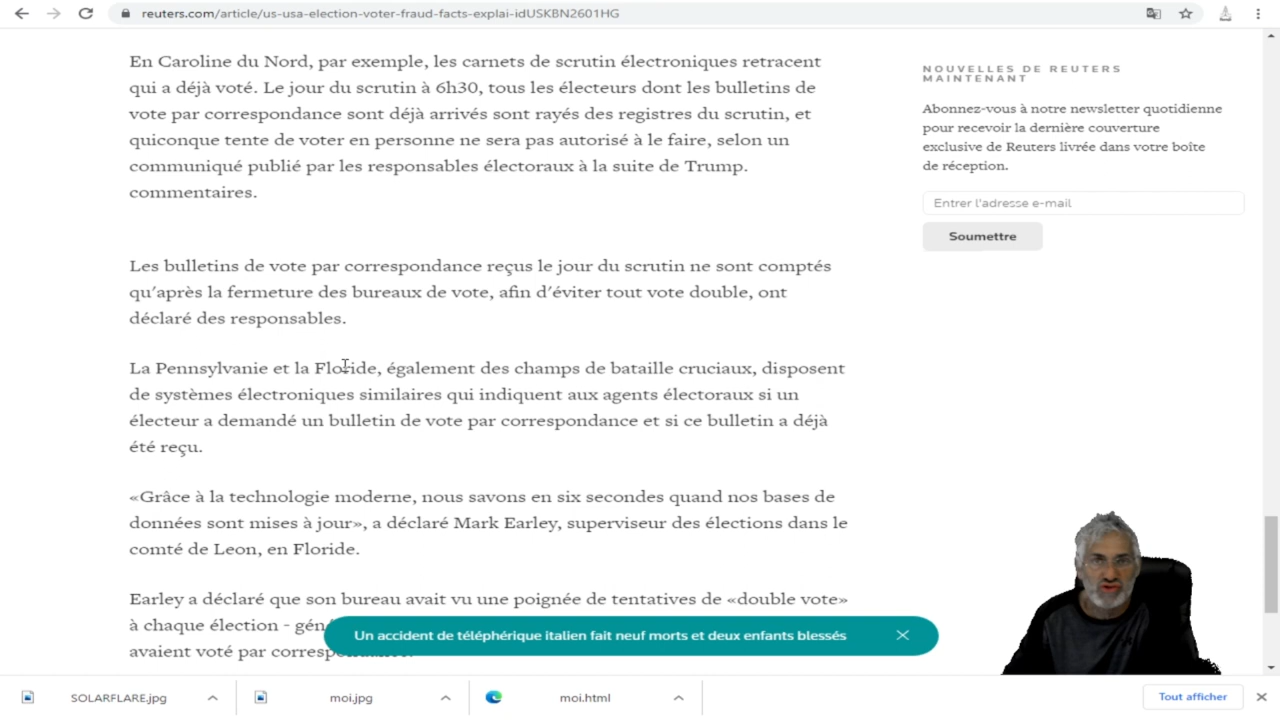 reuters.com/article/us-usa-election-voter-fraud-facts-explai-idUSKBN2601HG
En Caroline du Nord, par exemple, les carnets de scrutin électroniques retracent
qui a déjà voté. Le jour du scrutin à 6h30, tous les électeurs dont les bulletins de
vote par correspondance sont déjà arrivés sont rayés des registres du scrutin, et
quiconque tente de voter en personne ne sera pas autorisé à le faire, selon un
communiqué publié par les responsables électoraux à la suite de Trump.
commentaires.
Les bulletins de vote par correspondance reçus le jour du scrutin ne sont comptés
qu'après la fermeture des bureaux de vote, afin d'éviter tout vote double, ont
déclaré des responsables.
La Pennsylvanie et la Floride, également des champs de bataille cruciaux, disposent
de systèmes électroniques similaires qui indiquent aux agents électoraux si un
électeur a demandé un bulletin de vote par correspondance et si ce bulletin a déjà
été reçu.
«Grâce à la technologie moderne, nous savons en six secondes quand nos bases de
données sont mises à jour», a déclaré Mark Earley, superviseur des élections dans le
comté de Leon, en Floride.
Earley a déclaré que son bureau avait vu une poignée de tentatives de «double vote»
à chaque élection -
avaient voté par
NOUVELLES DE REUTERS
MAINTENANT
Abonnez-vous à notre newsletter quotidienne
pour recevoir la dernière couverture
exclusive de Reuters livrée dans votre boîte
de réception.
Entrer l'adresse e-mail
Soumettre
Un accident de téléphérique italien fait neuf morts et deux enfants blessés
SOLARFLARE.jpg
moi.jpg
moi.html
Tout afficher